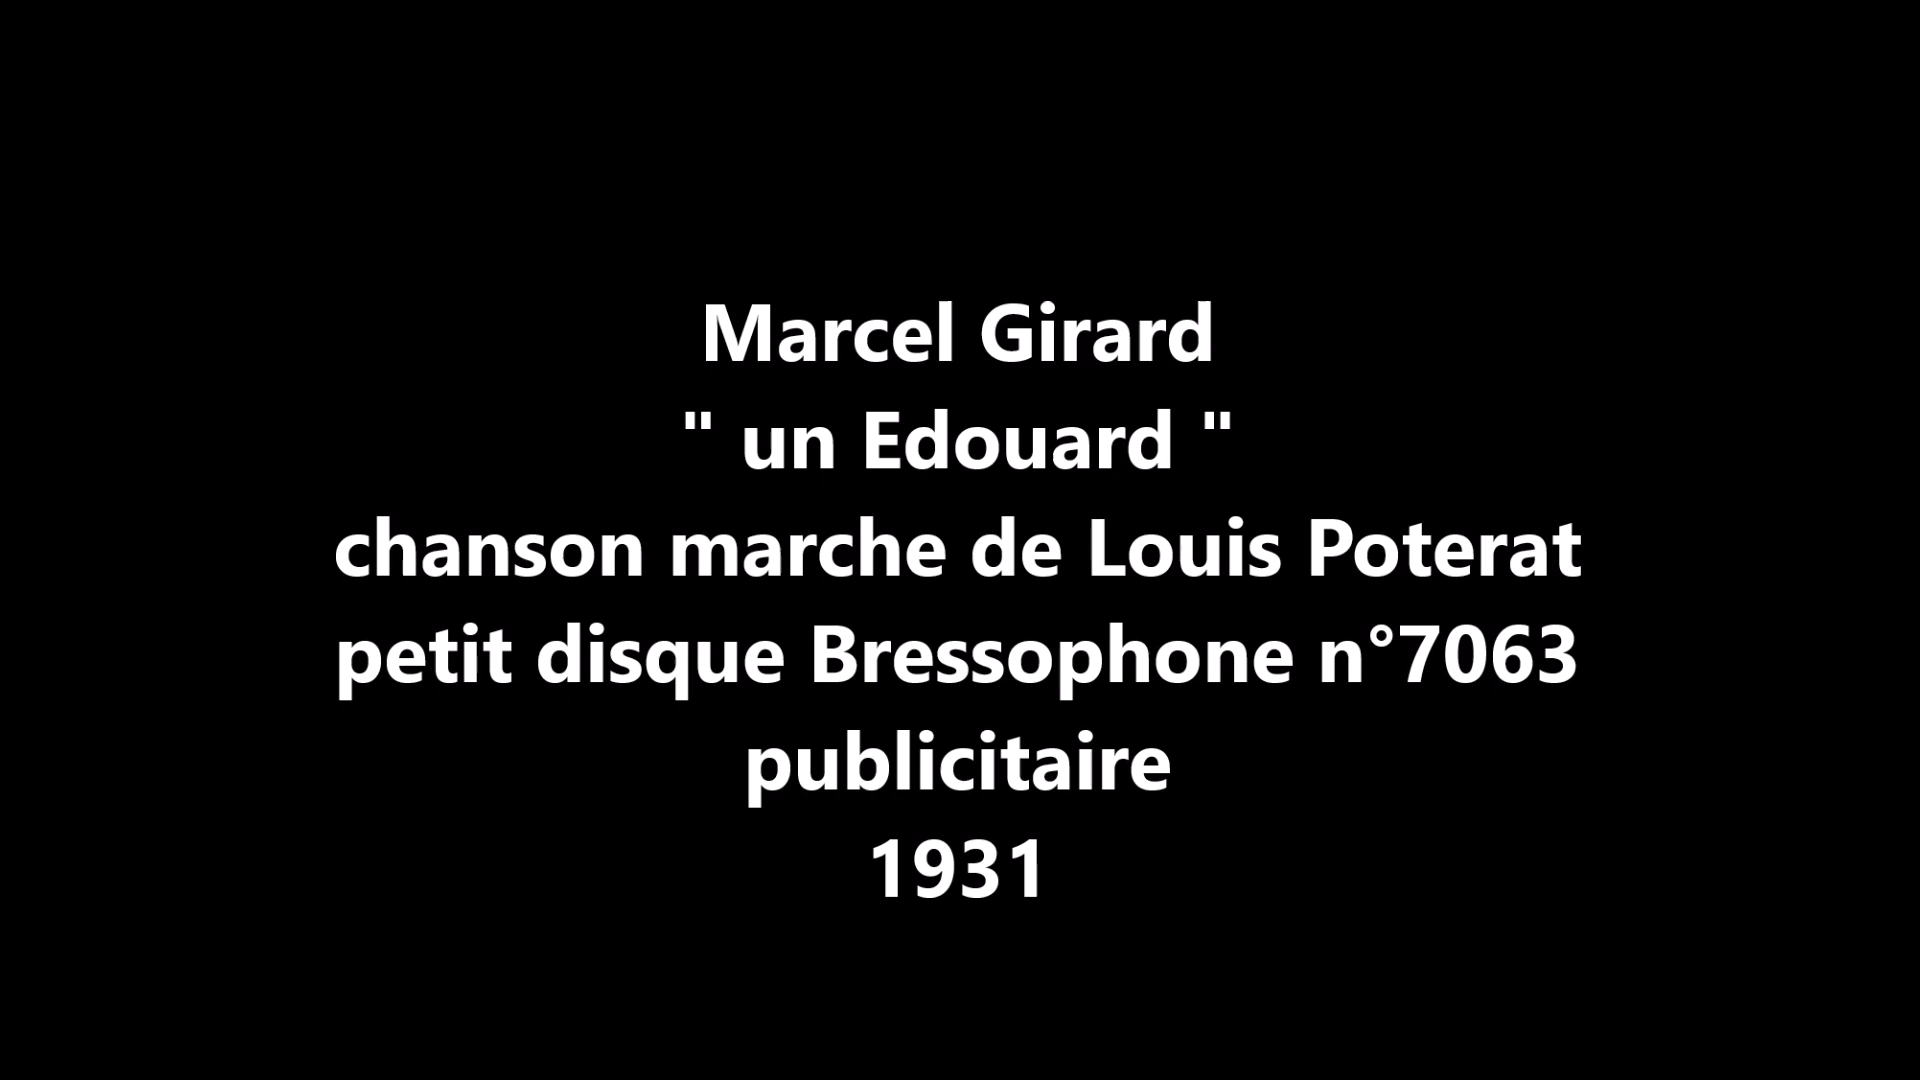 Marcel Girard
" un Edouard "
chanson marche de Louis Poterat
petit disque Bressophone n°7063
publicitaire
1931